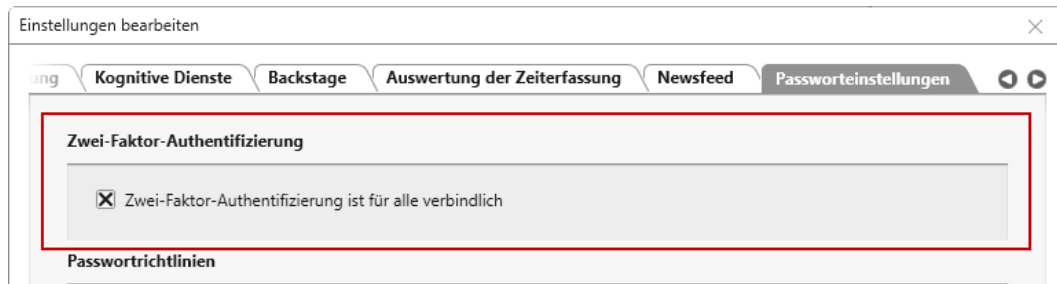 Einstellungen bearbeiten
ung Kognitive Dienste Backstage Auswertung der Zeiterfassung Newsfeed Passworteinstellungen
Zwei-Faktor-Authentifizierung
Zwei-Faktor-Authentifizierung ist für alle verbindlich
Passwortrichtlinien